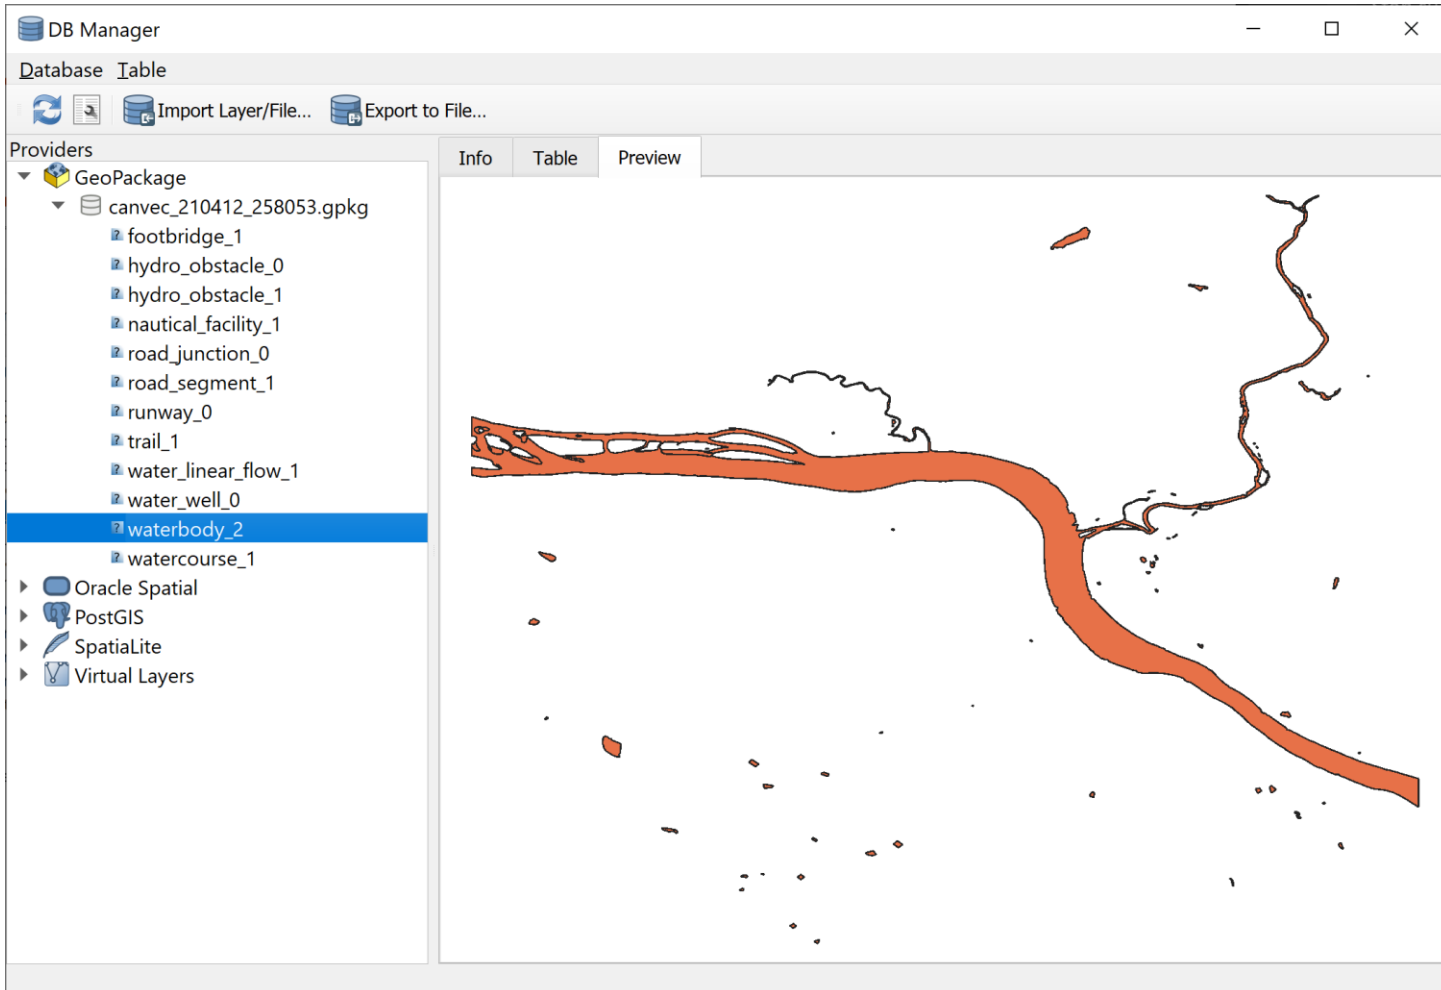 DB Manager
Database Table
Import Layer/File... Export to File...
Providers
GeoPackage
canvec_210412_258053.gpkg
footbridge_1
hydro_obstacle_0
hydro_obstacle_1
nautical_facility_1
road_junction_0
road_segment_1
runway_0
trail_1
water_linear_flow_1
water_well_0
waterbody_2
watercourse_1
Oracle Spatial
PostGIS
SpatiaLite
Virtual Layers
Info Table Preview